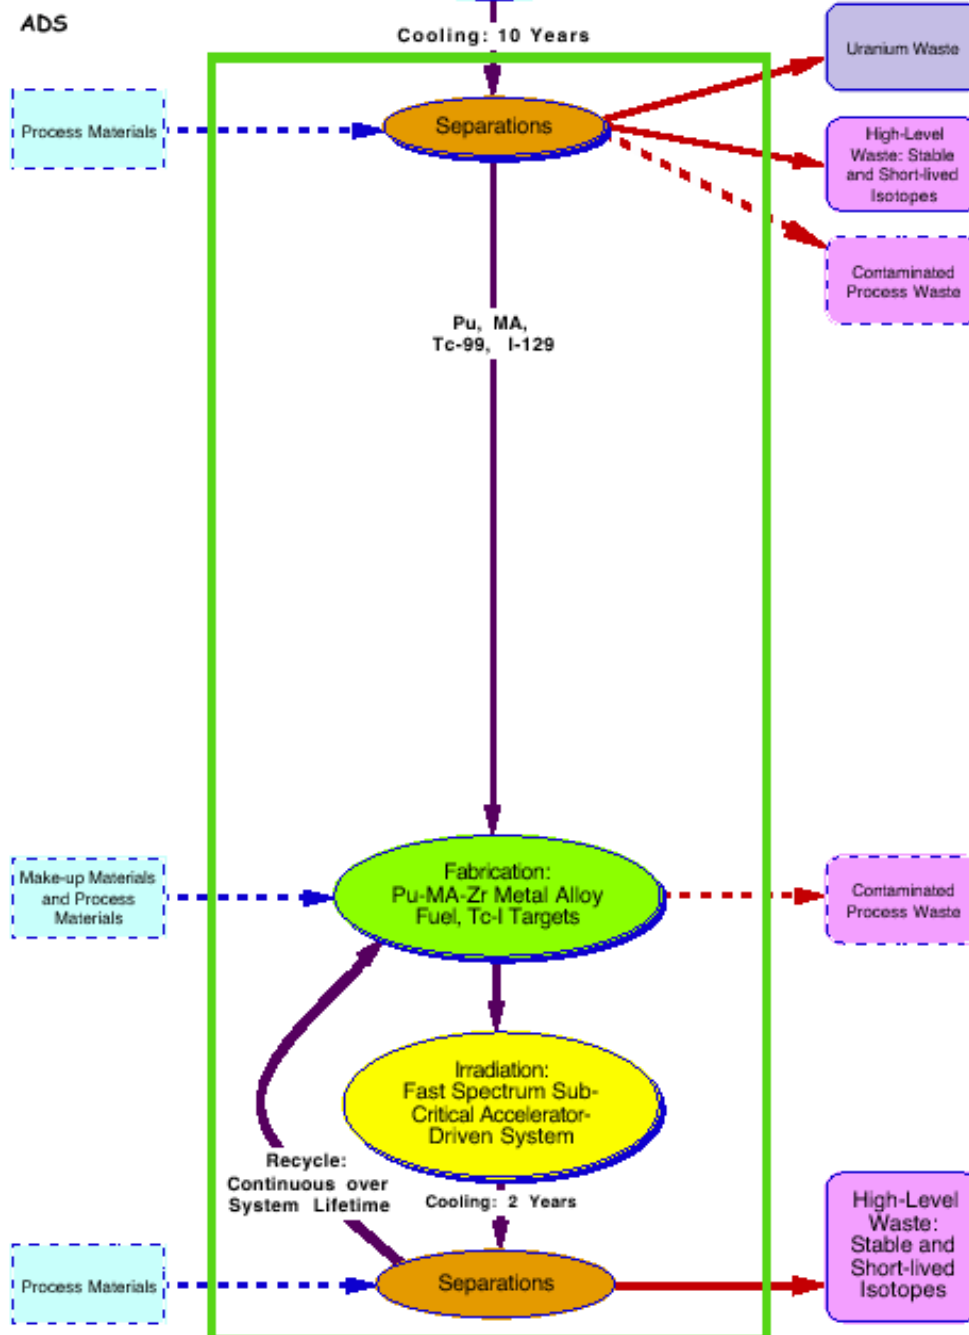 ADS
Cooling: 10 Years
Uranium Waste
Process Materials
Separations
High-Level
Waste: Stable
and Short-lived
Isotopes
Contaminated
Process Waste
Pu, MA,
Tc-99, I-129
Make-up Materials
and Process
Materials
Fabrication:
Pu-MA-Zr Metal Alloy
Fuel, Tc-I Targets
Contaminated
Process Waste
Irradiation:
Fast Spectrum Sub-
Critical Accelerator-
Driven System
Recycle:
Continuous over
System Lifetime
Cooling: 2 Years
Process Materials
Separations
High-Level
Waste:
Stable and
Short-lived
Isotopes